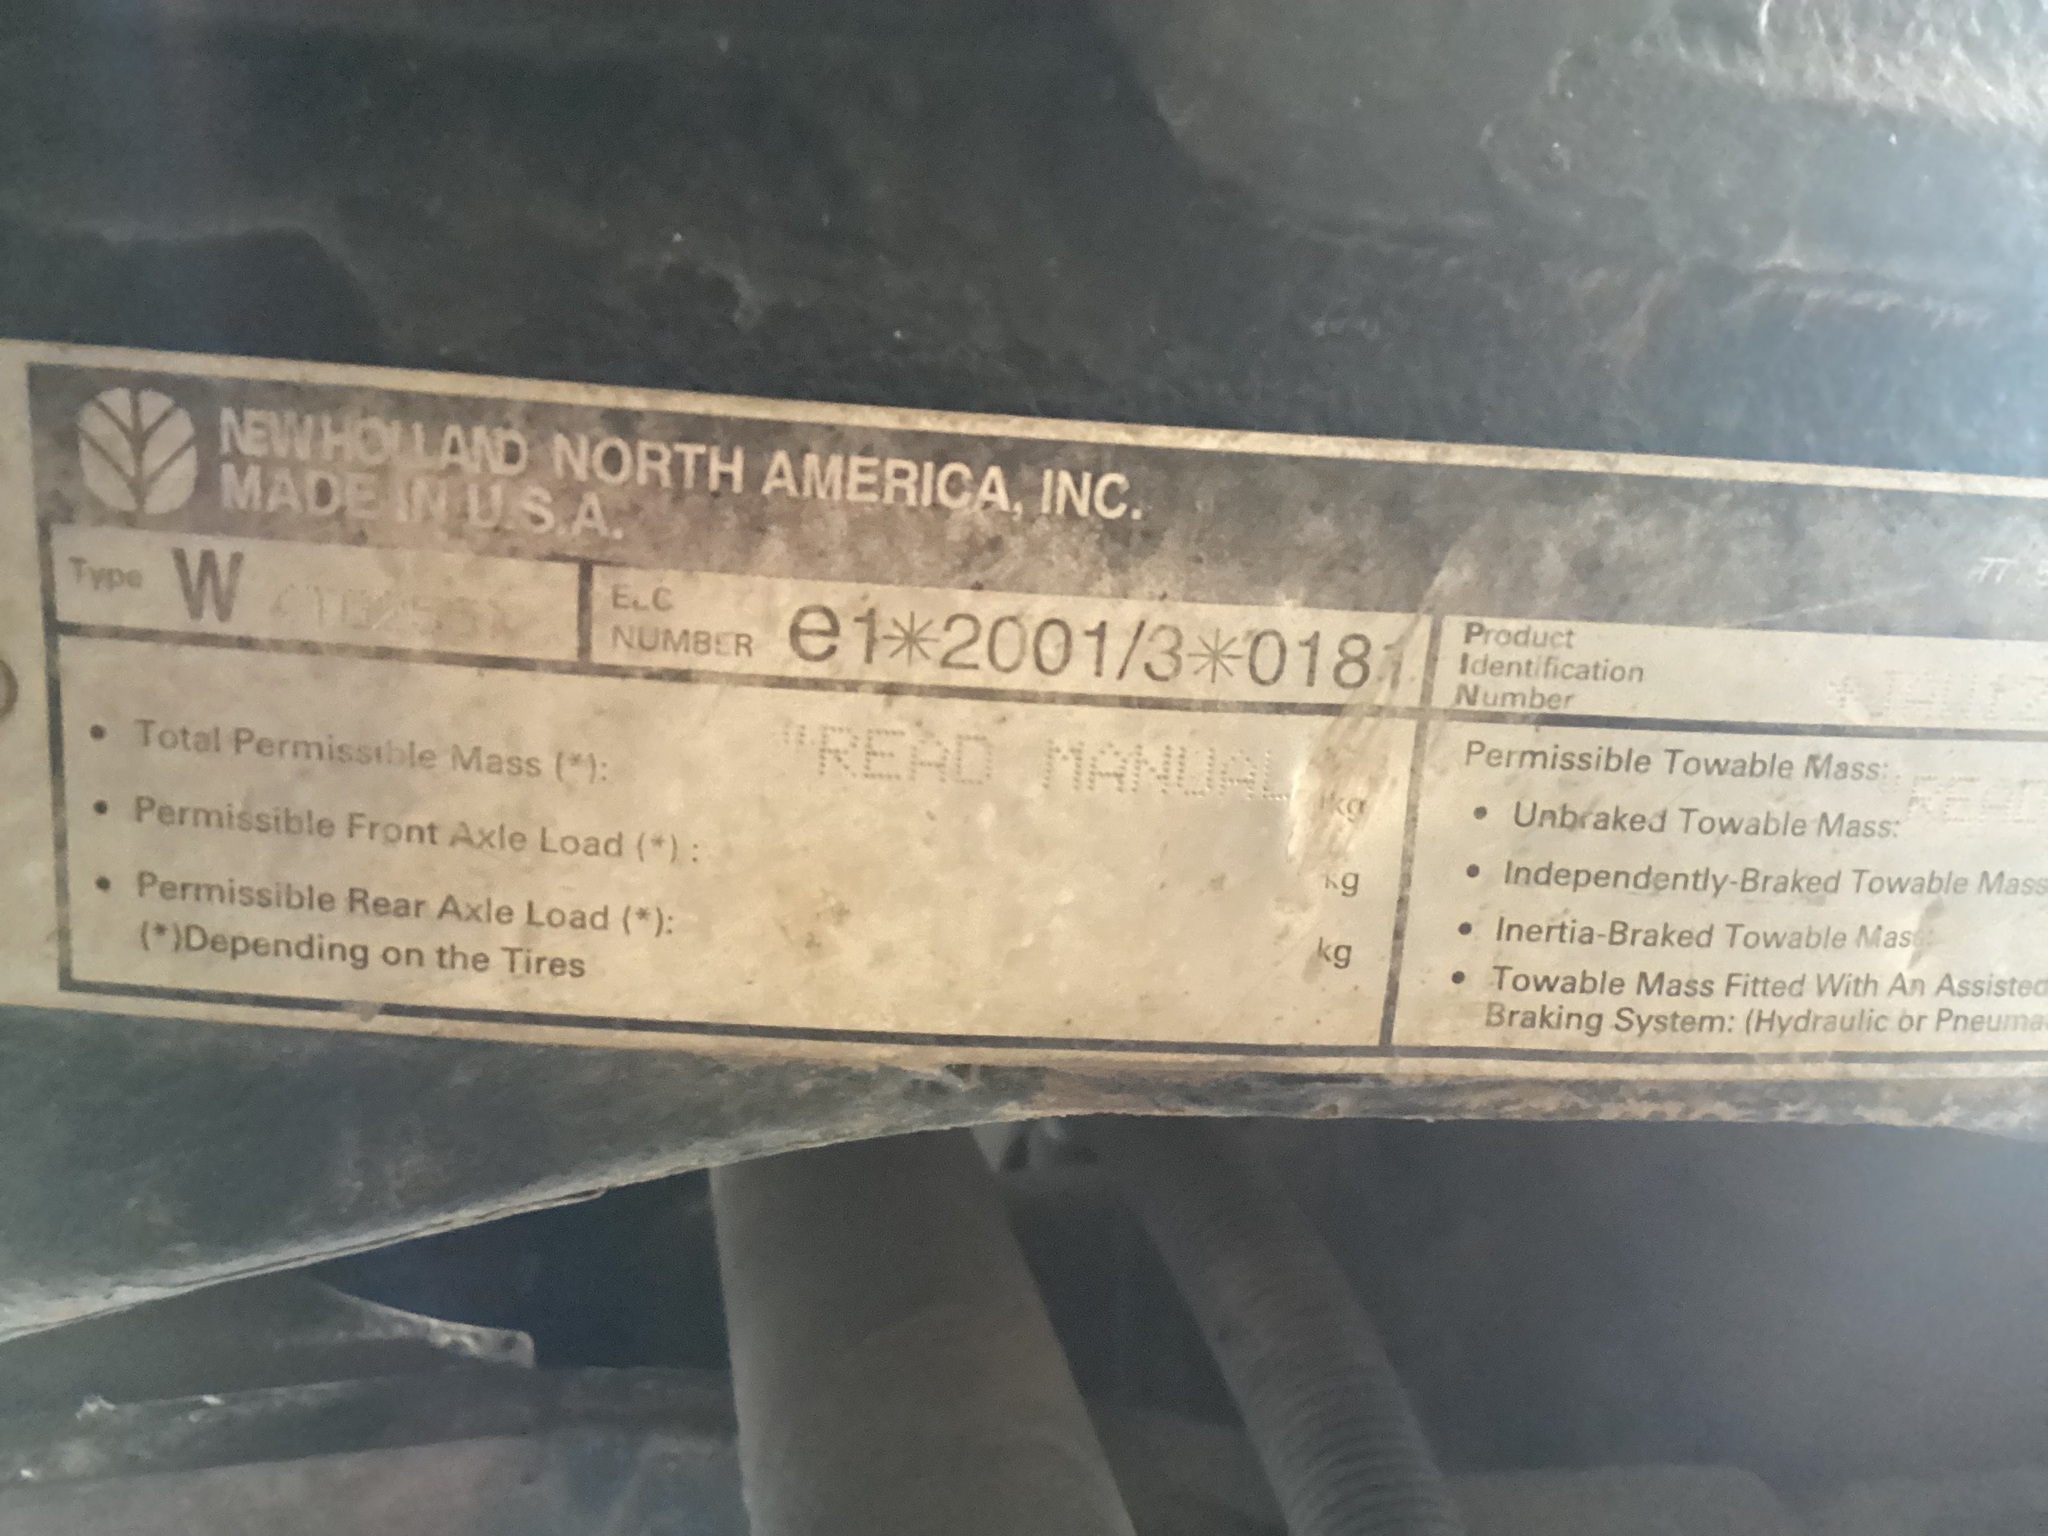 NEW HOLLAND NORTH AMERICA, INC.
MADE IN U.S.A.
Type W
E.C
NUMBER e1*2001/3*0181
Product
Identification
Number
• Total Permissible Mass (*): "READ MANUAL kg
• Permissible Front Axle Load (*) : kg
• Permissible Rear Axle Load (*): kg
(*)Depending on the Tires
Permissible Towable Mass:
• Unbraked Towable Mass:
• Independently-Braked Towable Mass
• Inertia-Braked Towable Mass:
• Towable Mass Fitted With An Assisted
Braking System: (Hydraulic or Pneuma